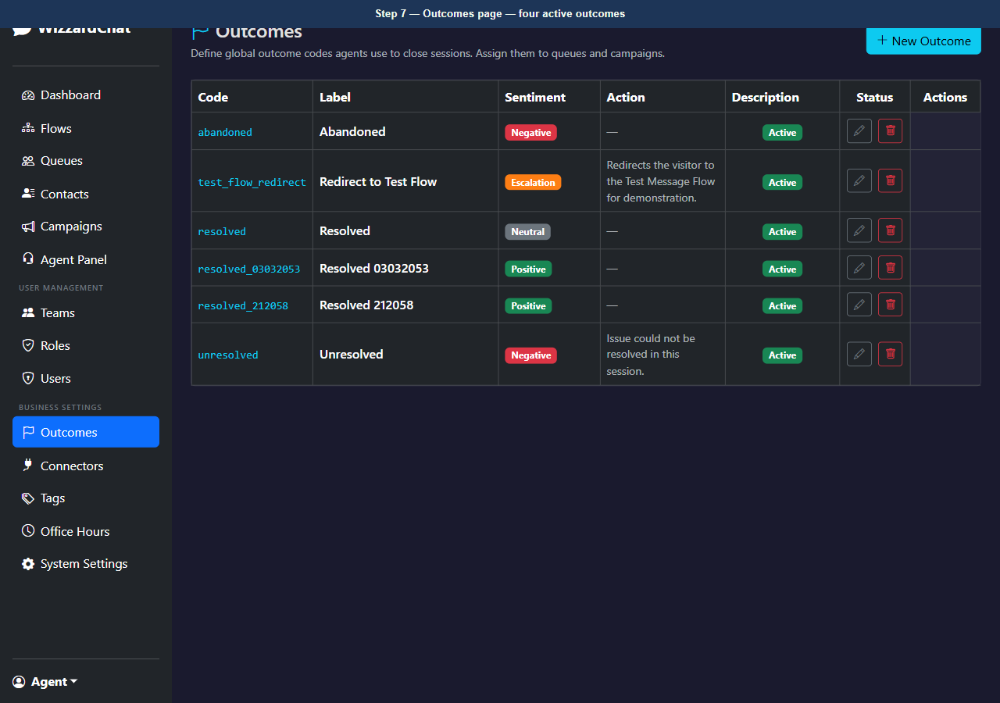 Step 7 — Outcomes page — four active outcomes
WizzardChat
Dashboard
Flows
Queues
Contacts
Campaigns
Agent Panel
USER MANAGEMENT
Teams
Roles
Users
BUSINESS SETTINGS
Outcomes
Connectors
Tags
Office Hours
System Settings
Agent
Outcomes
Define global outcome codes agents use to close sessions. Assign them to queues and campaigns.
+ New Outcome
Code Label Sentiment Action Description Status Actions
abandoned Abandoned Negative — Active
test_flow_redirect Redirect to Test Flow Escalation Redirects the visitor to
the Test Message Flow
for demonstration. Active
resolved Resolved Neutral — Active
resolved_03032053 Resolved 03032053 Positive — Active
resolved_212058 Resolved 212058 Positive — Active
unresolved Unresolved Negative Issue could not be
resolved in this
session. Active